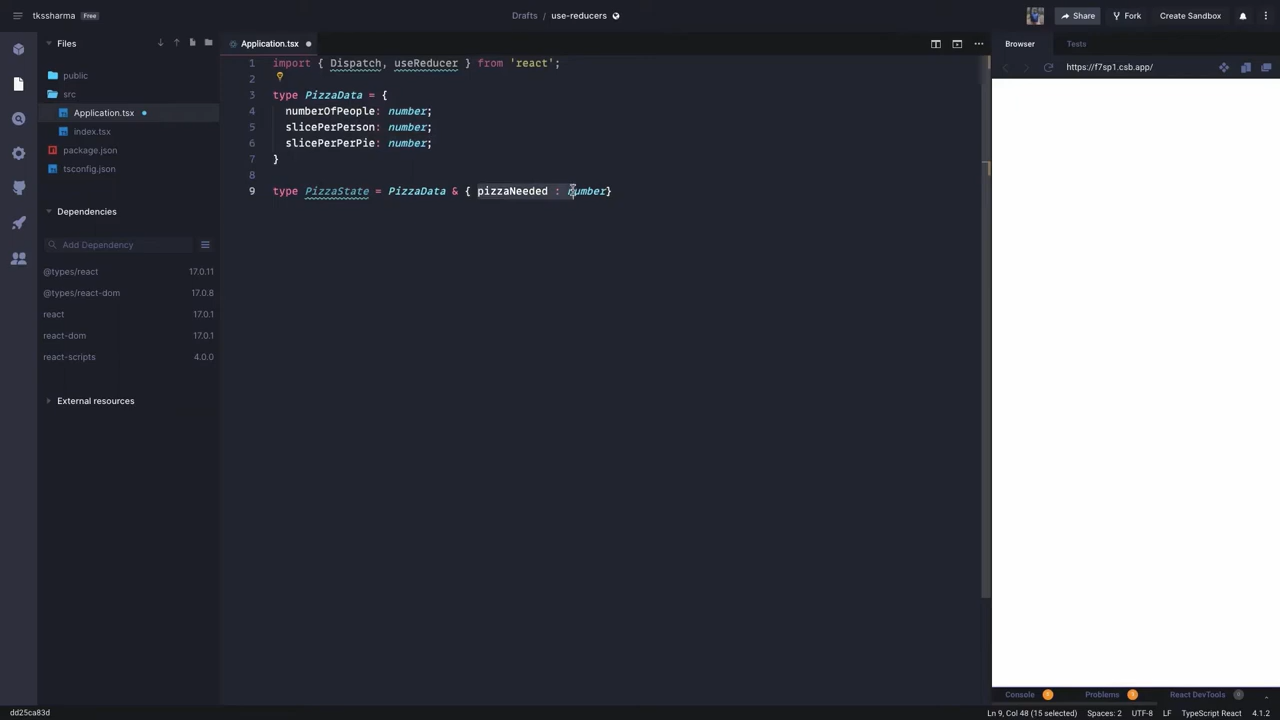 tkssharma Free
Drafts / use-reducers
Share
Fork
Create Sandbox
Files
public
src
Application.tsx
index.tsx
package.json
tsconfig.json
Dependencies
Add Dependency
@types/react 17.0.11
@types/react-dom 17.0.8
react 17.0.1
react-dom 17.0.1
react-scripts 4.0.0
External resources
dd25ca83d
Application.tsx
1 import { Dispatch, useReducer } from 'react';
2
3 type PizzaData = {
4 numberOfPeople: number;
5 slicePerPerson: number;
6 slicePerPerPie: number;
7 }
8
9 type PizzaState = PizzaData & { pizzaNeeded : number}
Browser Tests
https://f7sp1.csb.app/
Console
Problems
React DevTools
Ln 9, Col 48 (15 selected) Spaces: 2 UTF-8 LF TypeScript React 4.1.2